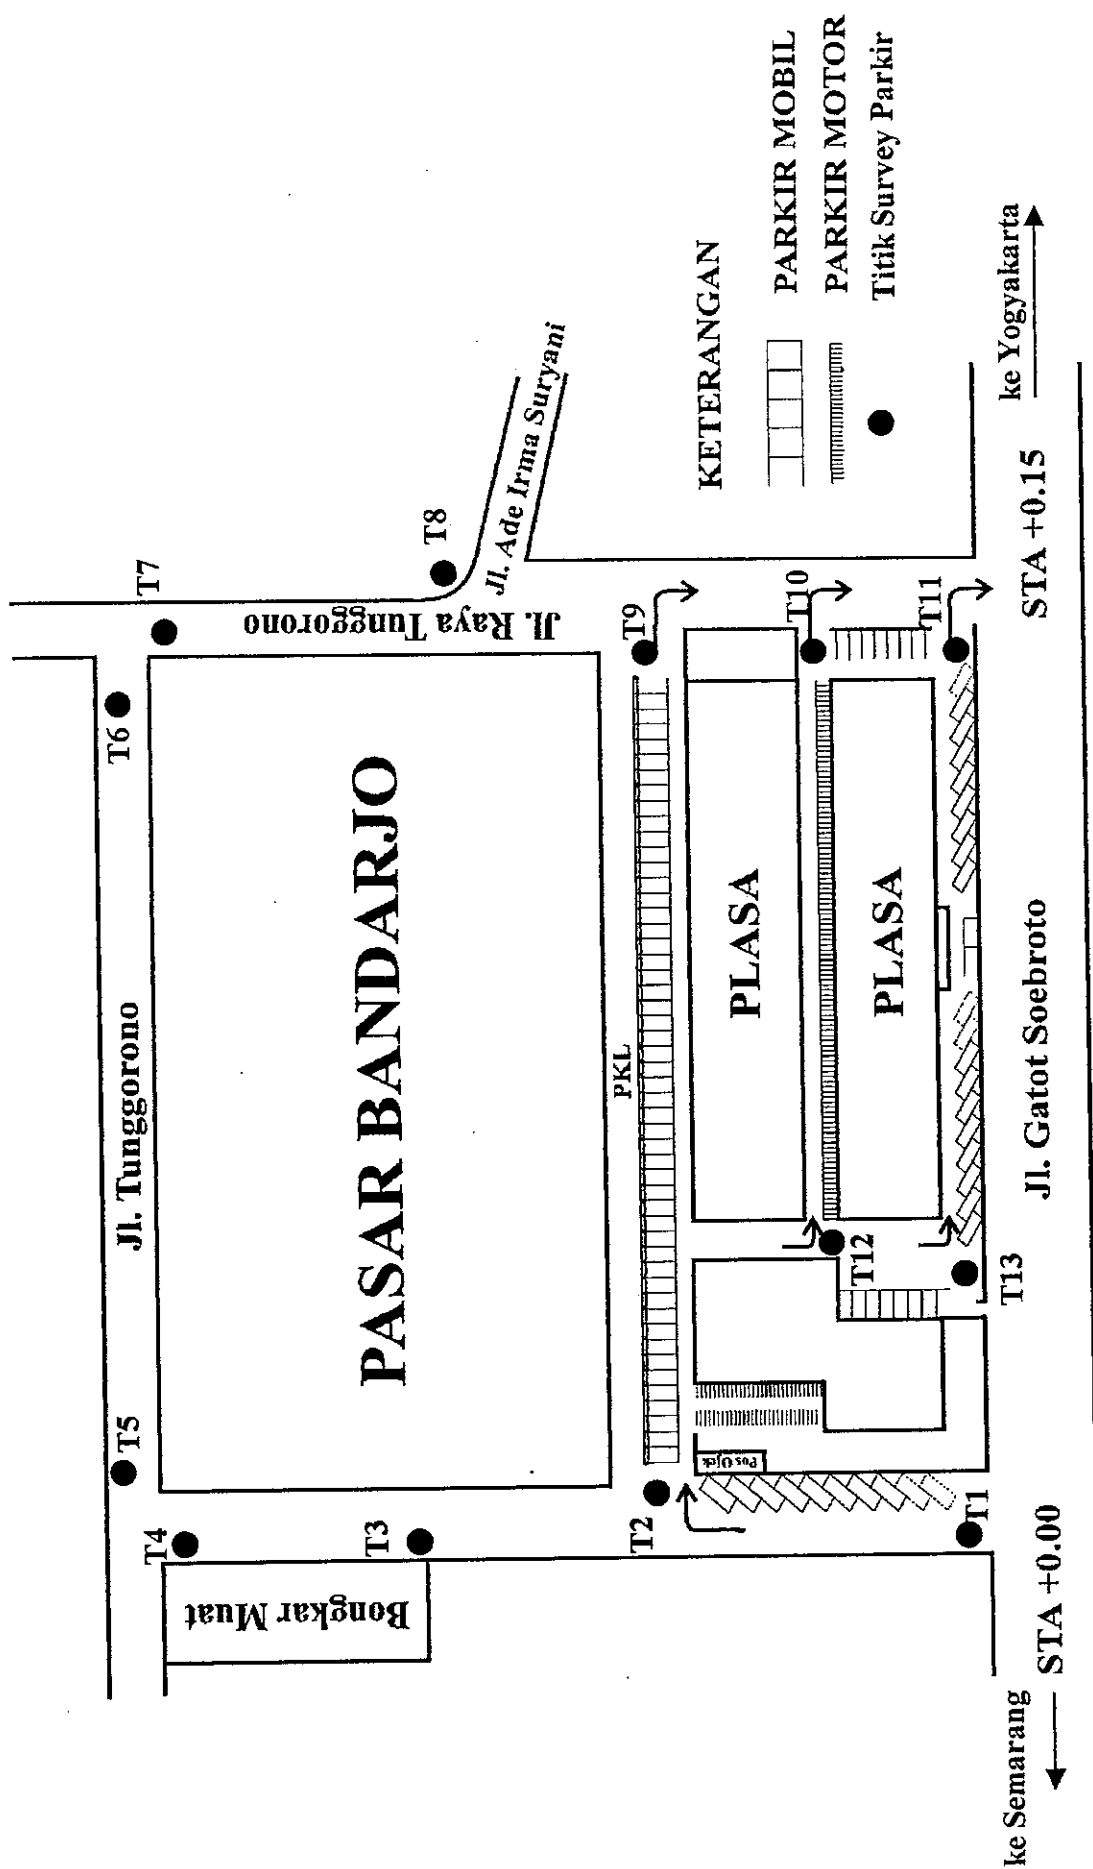 T4
T5
Jl. Tunggorono
T6
T7
Bongkar Muat
T3
PASAR BANDARJO
Jl. Raya Tunggorono
T8
Jl. Ade Irma Suryani
T2
PKL
T9
Pos Ojek
PLASA
T10
T12
PLASA
T11
T1
T13
KETERANGAN
PARKIR MOBIL
PARKIR MOTOR
Titik Survey Parkir
ke Semarang
STA +0.00
Jl. Gatot Soebroto
STA +0.15
ke Yogyakarta